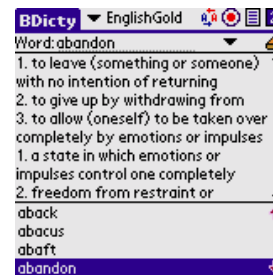 BDicty EnglishGold
Word: abandon
1. to leave (something or someone)
with no intention of returning
2. to give up by withdrawing from
3. to allow (oneself) to be taken over
completely by emotions or impulses
1. a state in which emotions or
impulses control one completely
2. freedom from restraint or
aback
abacus
abaft
abandon